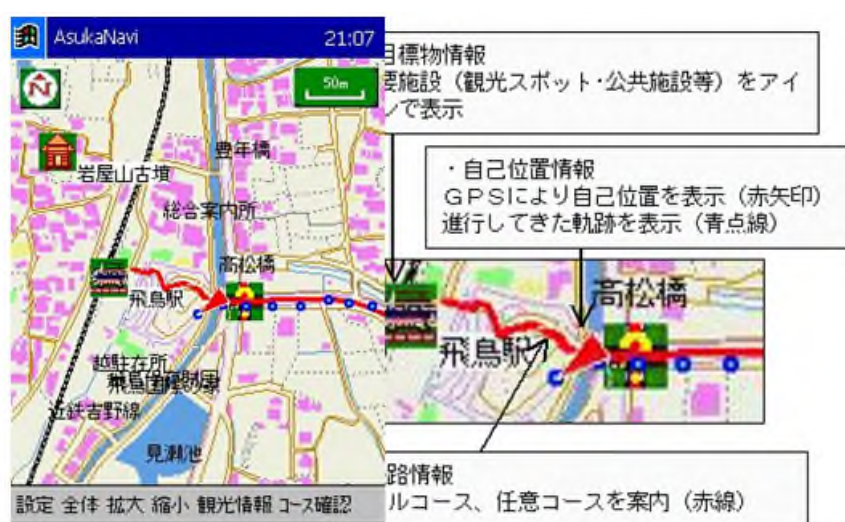 AsukaNavi 21:07
50m
豊年橋
岩屋山古墳
総合案内所
高松橋
飛鳥駅
越駐在所
近鉄吉野線
見瀬池
設定 全体 拡大 縮小 観光情報 コース確認
目標物情報
要施設（観光スポット・公共施設等）をアイ
ンで表示
・自己位置情報
ＧＰＳにより自己位置を表示（赤矢印）
進行してきた軌跡を表示（青点線）
高松橋
飛鳥駅
路情報
ルコース、任意コースを案内（赤線）